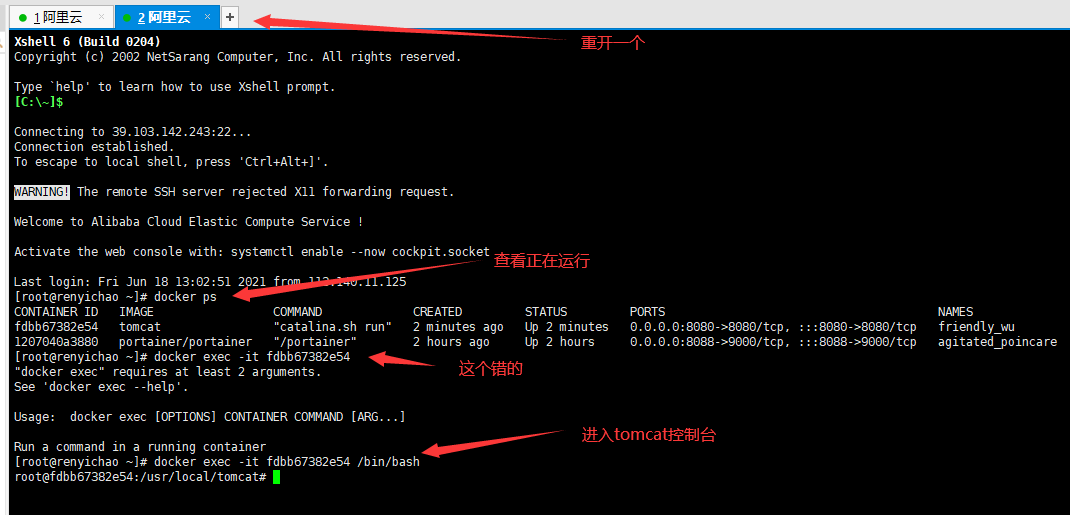 1 阿里云 × 2 阿里云 × +
重开一个
Xshell 6 (Build 0204)
Copyright (c) 2002 NetSarang Computer, Inc. All rights reserved.
Type `help' to learn how to use Xshell prompt.
[C:\~]$
Connecting to 39.103.142.243:22...
Connection established.
To escape to local shell, press 'Ctrl+Alt+]'.
WARNING! The remote SSH server rejected X11 forwarding request.
Welcome to Alibaba Cloud Elastic Compute Service !
Activate the web console with: systemctl enable --now cockpit.socket
查看正在运行
Last login: Fri Jun 18 13:02:51 2021 from 112.140.11.125
[root@renyichao ~]# docker ps
CONTAINER ID IMAGE COMMAND CREATED STATUS PORTS NAMES
fdbb67382e54 tomcat "catalina.sh run" 2 minutes ago Up 2 minutes 0.0.0.0:8080->8080/tcp, :::8080->8080/tcp friendly_wu
1207040a3880 portainer/portainer "/portainer" 2 hours ago Up 2 hours 0.0.0.0:8088->9000/tcp, :::8088->9000/tcp agitated_poincare
[root@renyichao ~]# docker exec -it fdbb67382e54
这个错的
"docker exec" requires at least 2 arguments.
See 'docker exec --help'.
Usage:  docker exec [OPTIONS] CONTAINER COMMAND [ARG...]
进入tomcat控制台
Run a command in a running container
[root@renyichao ~]# docker exec -it fdbb67382e54 /bin/bash
root@fdbb67382e54:/usr/local/tomcat#